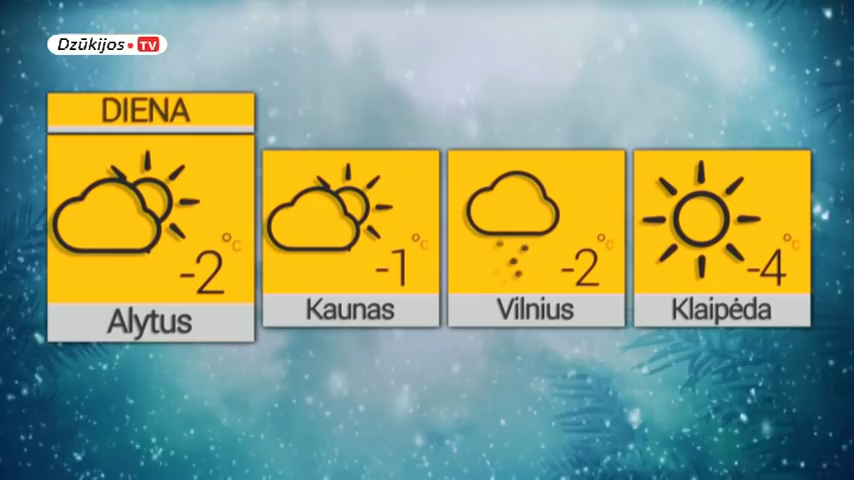 Dzūkijos TV
DIENA
-2°C
Alytus
-1°C
Kaunas
-2°C
Vilnius
-4°C
Klaipėda